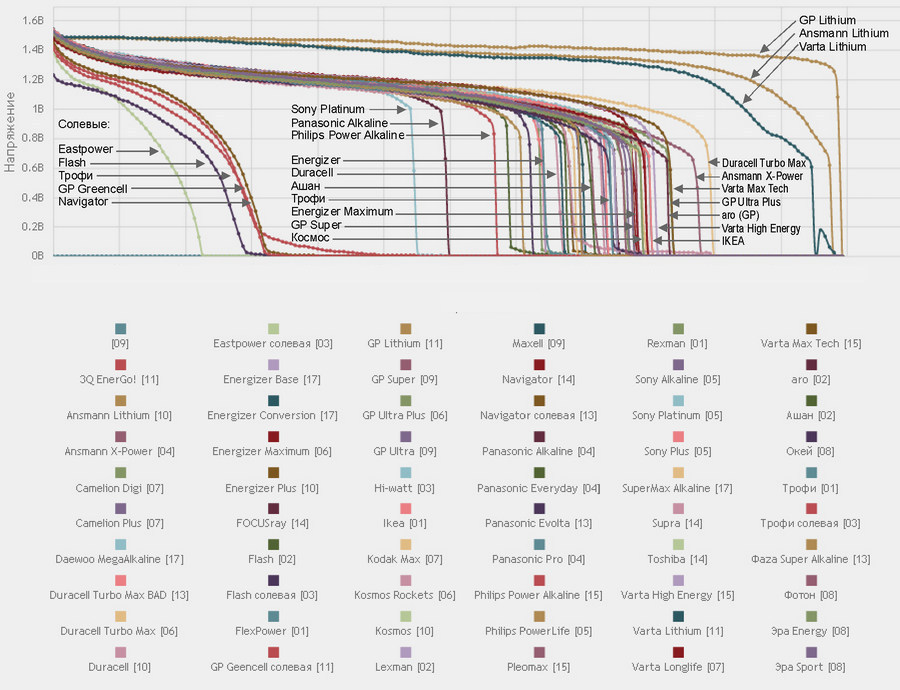 1.6В
1.4В
1.2В
1В
0.8В
0.6В
0.4В
0.2В
0В
Напряжение
GP Lithium
Ansmann Lithium
Varta Lithium
Солевые:
Eastpower
Flash
Трофи
GP Greencell
Navigator
Sony Platinum
Panasonic Alkaline
Philips Power Alkaline
Energizer
Duracell
Ашан
Трофи
Energizer Maximum
GP Super
Космос
Duracell Turbo Max
Ansmann X-Power
Varta Max Tech
GP Ultra Plus
aro (GP)
Varta High Energy
IKEA
[09] Eastpower солевая [03] GP Lithium [11] Maxell [09] Rexman [01] Varta Max Tech [15]
3Q EnerGo! [11] Energizer Base [17] GP Super [09] Navigator [14] Sony Alkaline [05] aro [02]
Ansmann Lithium [10] Energizer Conversion [17] GP Ultra Plus [06] Navigator солевая [13] Sony Platinum [05] Ашан [02]
Ansmann X-Power [04] Energizer Maximum [06] GP Ultra [09] Panasonic Alkaline [04] Sony Plus [05] Окей [08]
Camelion Digi [07] Energizer Plus [10] Hi-watt [03] Panasonic Everyday [04] SuperMax Alkaline [17] Трофи [01]
Camelion Plus [07] FOCUSray [14] Ikea [01] Panasonic Evolta [13] Supra [14] Трофи солевая [03]
Daewoo MegaAlkaline [17] Flash [02] Kodak Max [07] Panasonic Pro [04] Toshiba [14] Фаza Super Alkaline [13]
Duracell Turbo Max BAD [13] Flash солевая [03] Kosmos Rockets [06] Philips Power Alkaline [15] Varta High Energy [15] Фотон [08]
Duracell Turbo Max [06] FlexPower [01] Kosmos [10] Philips PowerLife [05] Varta Lithium [11] Эра Energy [08]
Duracell [10] GP Geencell солевая [11] Lexman [02] Pleomax [15] Varta Longlife [07] Эра Sport [08]